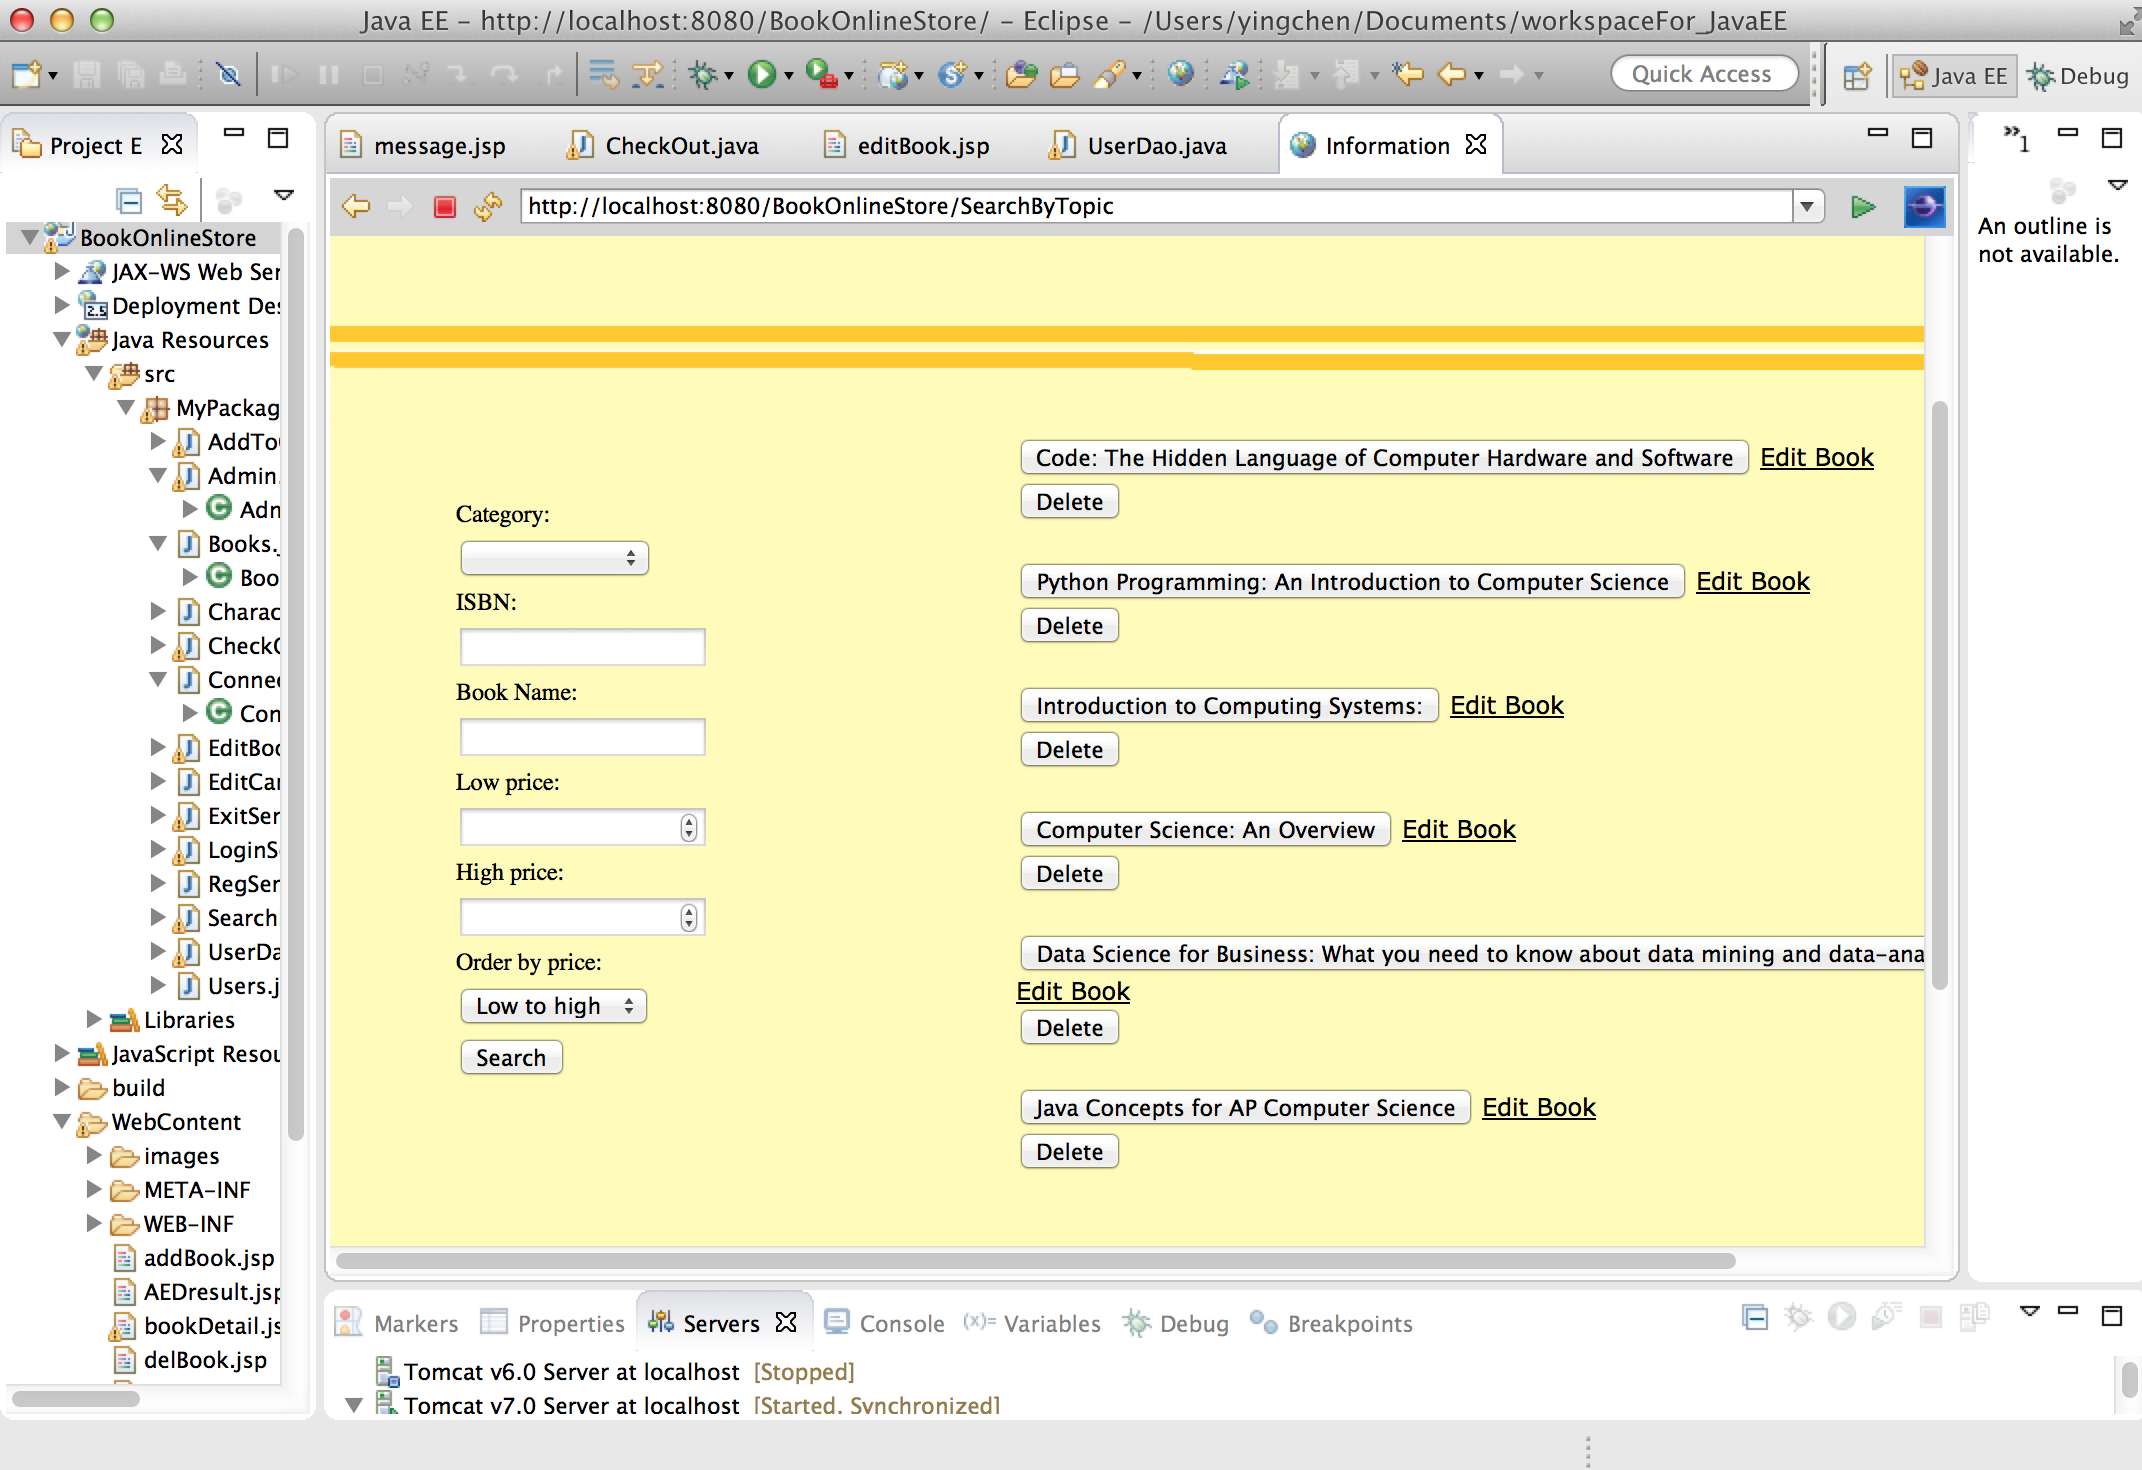 Java EE – http://localhost:8080/BookOnlineStore/ – Eclipse – /Users/yingchen/Documents/workspaceFor_JavaEE
Quick Access
Java EE
Debug
Project E
message.jsp
CheckOut.java
editBook.jsp
UserDao.java
Information
»1
http://localhost:8080/BookOnlineStore/SearchByTopic
An outline is
not available.
BookOnlineStore
JAX-WS Web Ser
Deployment Des
Java Resources
src
MyPackag
AddTo
Admin.
Adn
Books.
Boo
Charac
CheckO
Connec
Con
EditBoo
EditCar
ExitSer
LoginS
RegSer
Search
UserDa
Users.j
Libraries
JavaScript Resou
build
WebContent
images
META-INF
WEB-INF
addBook.jsp
AEDresult.jsp
bookDetail.js
delBook.jsp
Category:
ISBN:
Book Name:
Low price:
High price:
Order by price:
Low to high
Search
Code: The Hidden Language of Computer Hardware and Software Edit Book
Delete
Python Programming: An Introduction to Computer Science Edit Book
Delete
Introduction to Computing Systems: Edit Book
Delete
Computer Science: An Overview Edit Book
Delete
Data Science for Business: What you need to know about data mining and data-ana
Edit Book
Delete
Java Concepts for AP Computer Science Edit Book
Delete
Markers
Properties
Servers
Console
(x)= Variables
Debug
Breakpoints
Tomcat v6.0 Server at localhost [Stopped]
Tomcat v7.0 Server at localhost [Started, Synchronized]